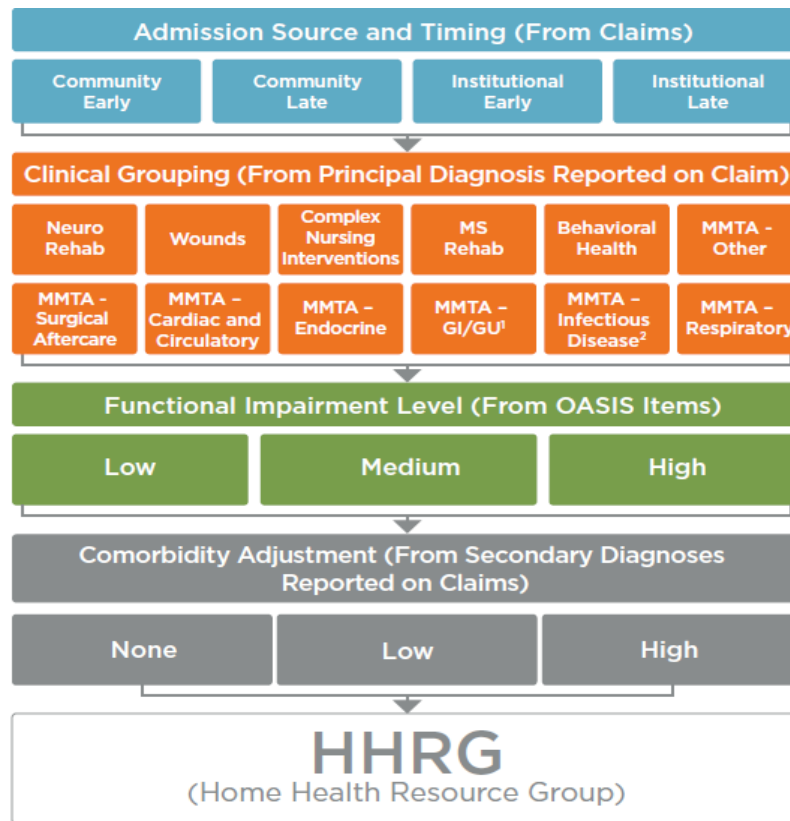 Admission Source and Timing (From Claims)
Community Early
Community Late
Institutional Early
Institutional Late
Clinical Grouping (From Principal Diagnosis Reported on Claim)
Neuro Rehab
Wounds
Complex Nursing Interventions
MS Rehab
Behavioral Health
MMTA - Other
MMTA - Surgical Aftercare
MMTA – Cardiac and Circulatory
MMTA – Endocrine
MMTA – GI/GU¹
MMTA – Infectious Disease²
MMTA – Respiratory
Functional Impairment Level (From OASIS Items)
Low
Medium
High
Comorbidity Adjustment (From Secondary Diagnoses
Reported on Claims)
None
Low
High
HHRG
(Home Health Resource Group)